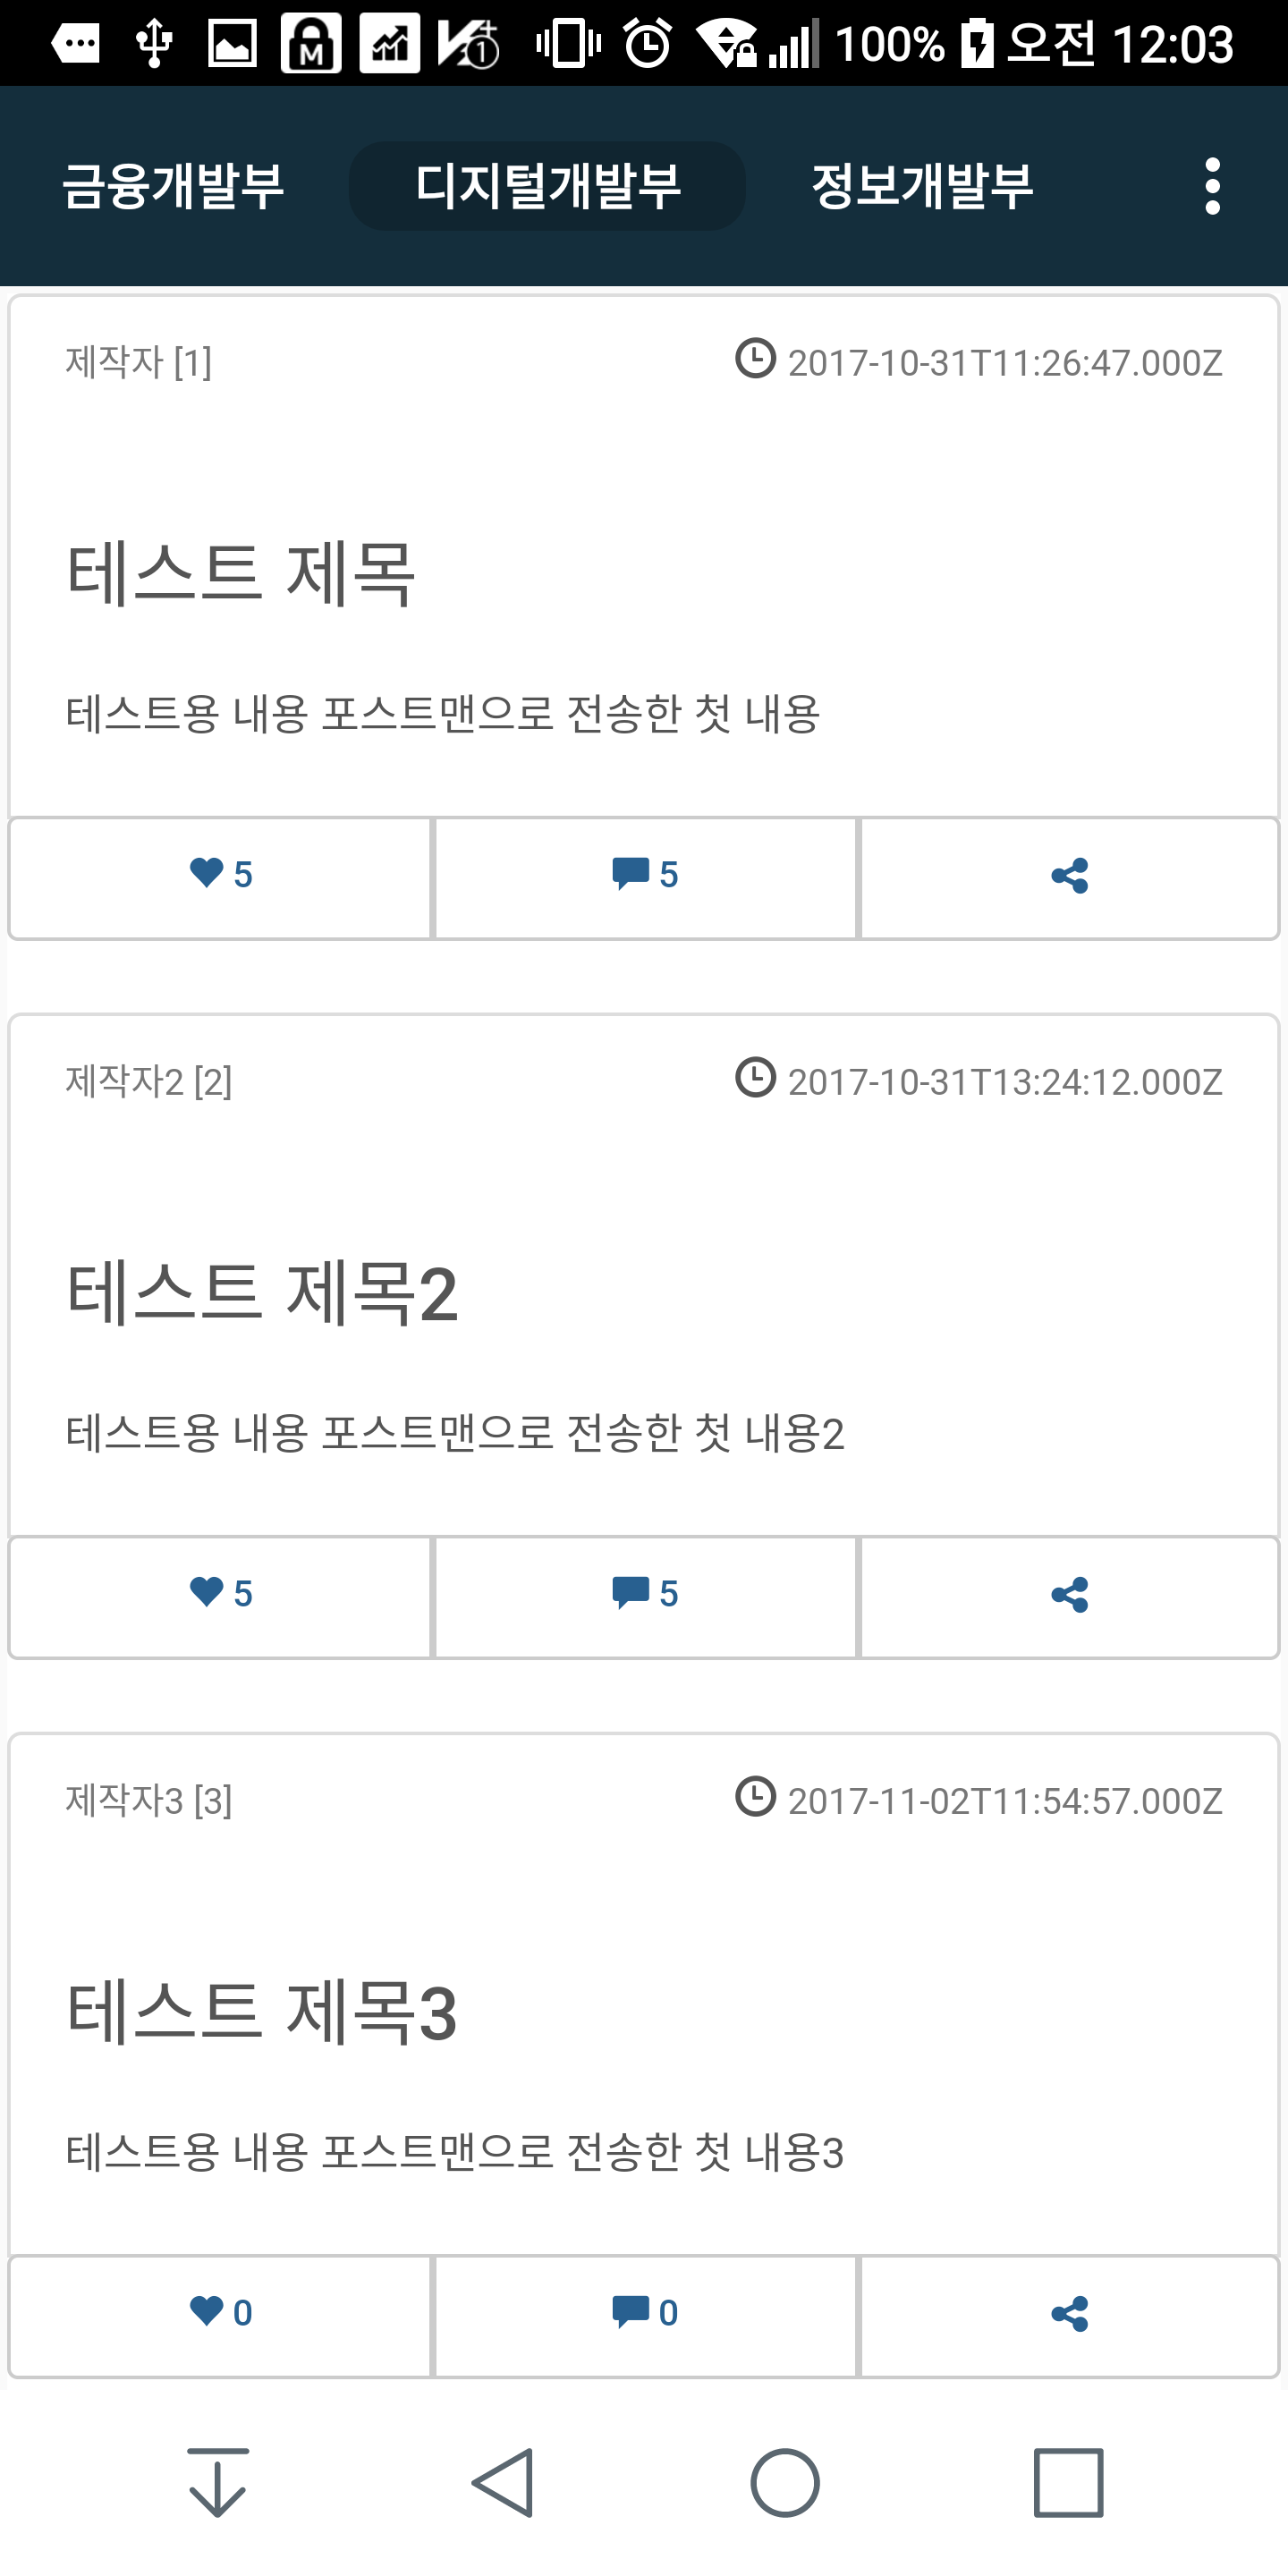 100% 오전 12:03
금융개발부 디지털개발부 정보개발부
제작자 [1] 2017-10-31T11:26:47.000Z
테스트 제목
테스트용 내용 포스트맨으로 전송한 첫 내용
5 5
제작자2 [2] 2017-10-31T13:24:12.000Z
테스트 제목2
테스트용 내용 포스트맨으로 전송한 첫 내용2
5 5
제작자3 [3] 2017-11-02T11:54:57.000Z
테스트 제목3
테스트용 내용 포스트맨으로 전송한 첫 내용3
0 0